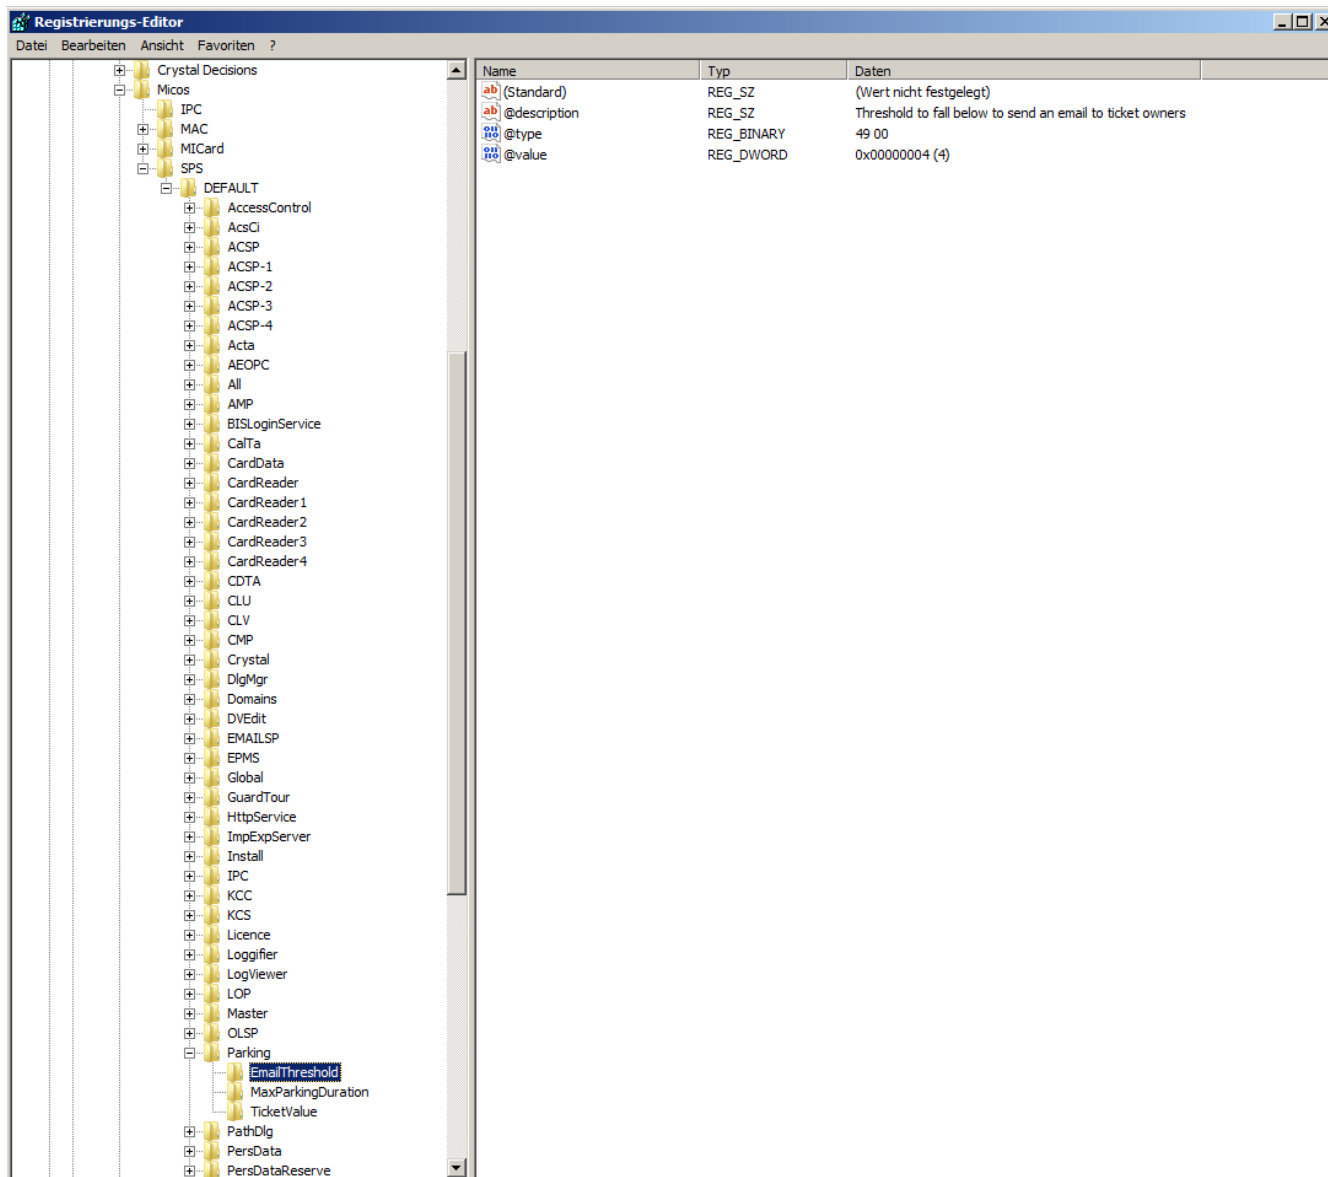 Registrierungs-Editor
Datei Bearbeiten Ansicht Favoriten ?
Crystal Decisions
Micos
IPC
MAC
MICard
SPS
DEFAULT
AccessControl
AcsCi
ACSP
ACSP-1
ACSP-2
ACSP-3
ACSP-4
Acta
AEOPC
All
AMP
BISLoginService
CalTa
CardData
CardReader
CardReader1
CardReader2
CardReader3
CardReader4
CDTA
CLU
CLV
CMP
Crystal
DlgMgr
Domains
DVEdit
EMAILSP
EPMS
Global
GuardTour
HttpService
ImpExpServer
Install
IPC
KCC
KCS
Licence
Loggifier
LogViewer
LOP
Master
OLSP
Parking
EmailThreshold
MaxParkingDuration
TicketValue
PathDlg
PersData
PersDataReserve
Name Typ Daten
(Standard) REG_SZ (Wert nicht festgelegt)
@description REG_SZ Threshold to fall below to send an email to ticket owners
@type REG_BINARY 49 00
@value REG_DWORD 0x00000004 (4)